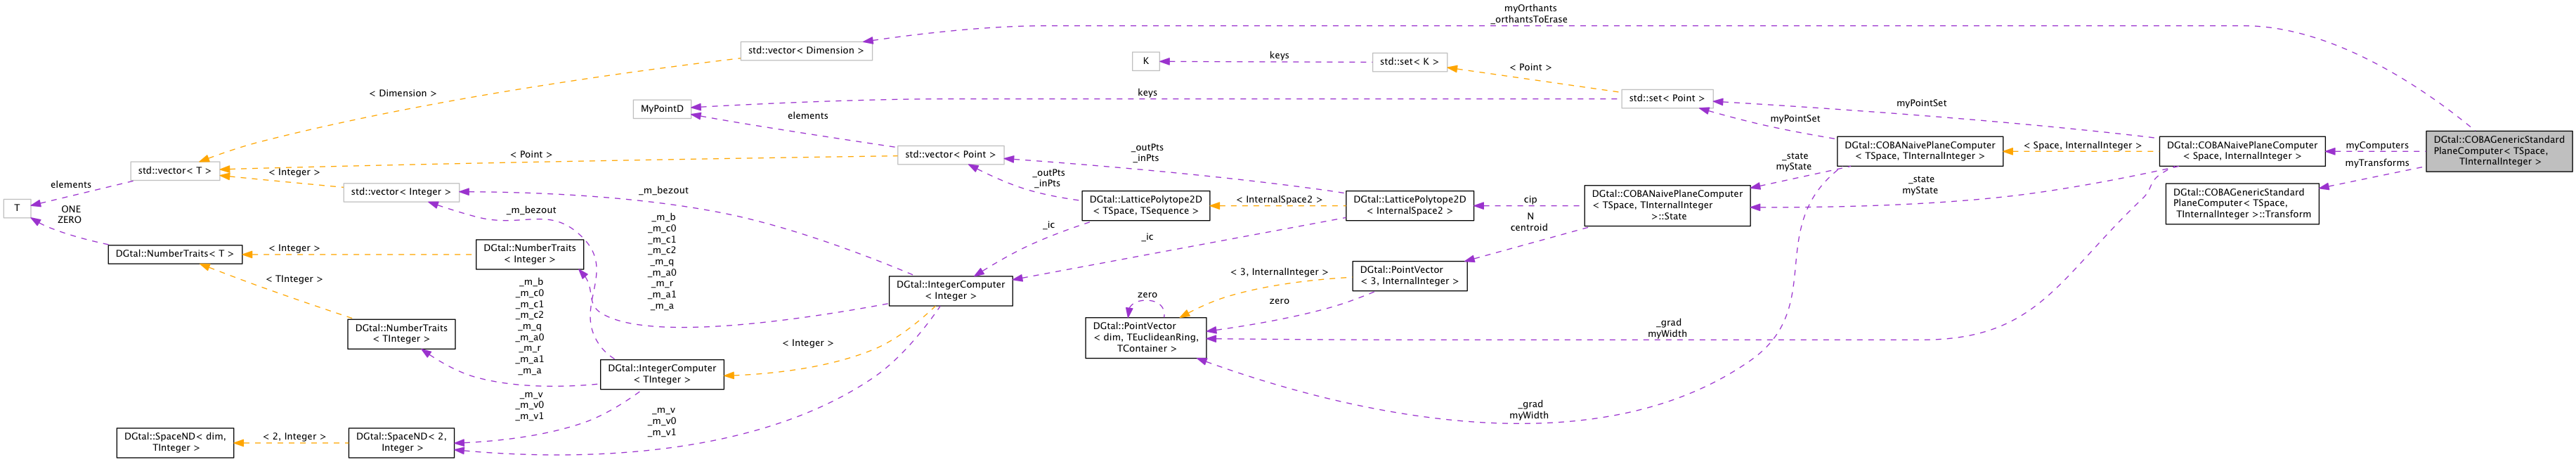 myOrthants
_orthantsToErase
std::vector< Dimension >
K
keys
std::set< K >
< Point >
< Dimension >
MyPointD
keys
std::set< Point >
myPointSet
elements
myPointSet
DGtal::COBANaivePlaneComputer
< TSpace, TInternalInteger >
< Space, InternalInteger >
DGtal::COBANaivePlaneComputer
< Space, InternalInteger >
myComputers
myTransforms
DGtal::COBAGenericStandard
PlaneComputer< TSpace,
TInternalInteger >
std::vector< T >
< Point >
std::vector< Point >
_outPts
_inPts
_outPts
_inPts
_state
myState
_state
myState
elements
< Integer >
std::vector< Integer >
_m_bezout
_m_bezout
DGtal::LatticePolytope2D
< TSpace, TSequence >
< InternalSpace2 >
DGtal::LatticePolytope2D
< InternalSpace2 >
cip
DGtal::COBANaivePlaneComputer
< TSpace, TInternalInteger
>::State
DGtal::COBAGenericStandard
PlaneComputer< TSpace,
TInternalInteger >::Transform
T
ONE
ZERO
_ic
_ic
N
centroid
DGtal::NumberTraits< T >
< Integer >
DGtal::NumberTraits
< Integer >
_m_b
_m_c0
_m_c1
_m_c2
_m_q
_m_a0
_m_r
_m_a1
_m_a
< TInteger >
DGtal::IntegerComputer
< Integer >
< 3, InternalInteger >
DGtal::PointVector
< 3, InternalInteger >
zero
zero
_m_b
_m_c0
_m_c1
_m_c2
_m_q
_m_a0
_m_r
_m_a1
_m_a
DGtal::NumberTraits
< TInteger >
DGtal::PointVector
< dim, TEuclideanRing,
TContainer >
_grad
myWidth
< Integer >
DGtal::IntegerComputer
< TInteger >
_m_v
_m_v0
_m_v1
_m_v
_m_v0
_m_v1
_grad
myWidth
DGtal::SpaceND< dim,
TInteger >
< 2, Integer >
DGtal::SpaceND< 2,
Integer >